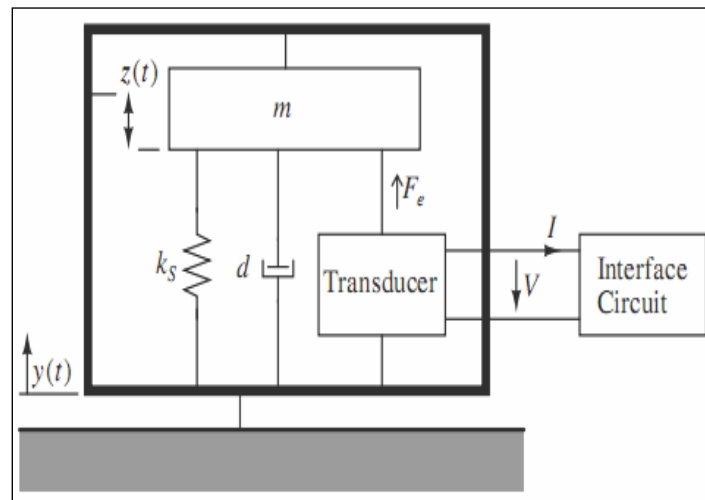 z(t)
m
F_e
I
k_S
d
Transducer
V
Interface
Circuit
y(t)